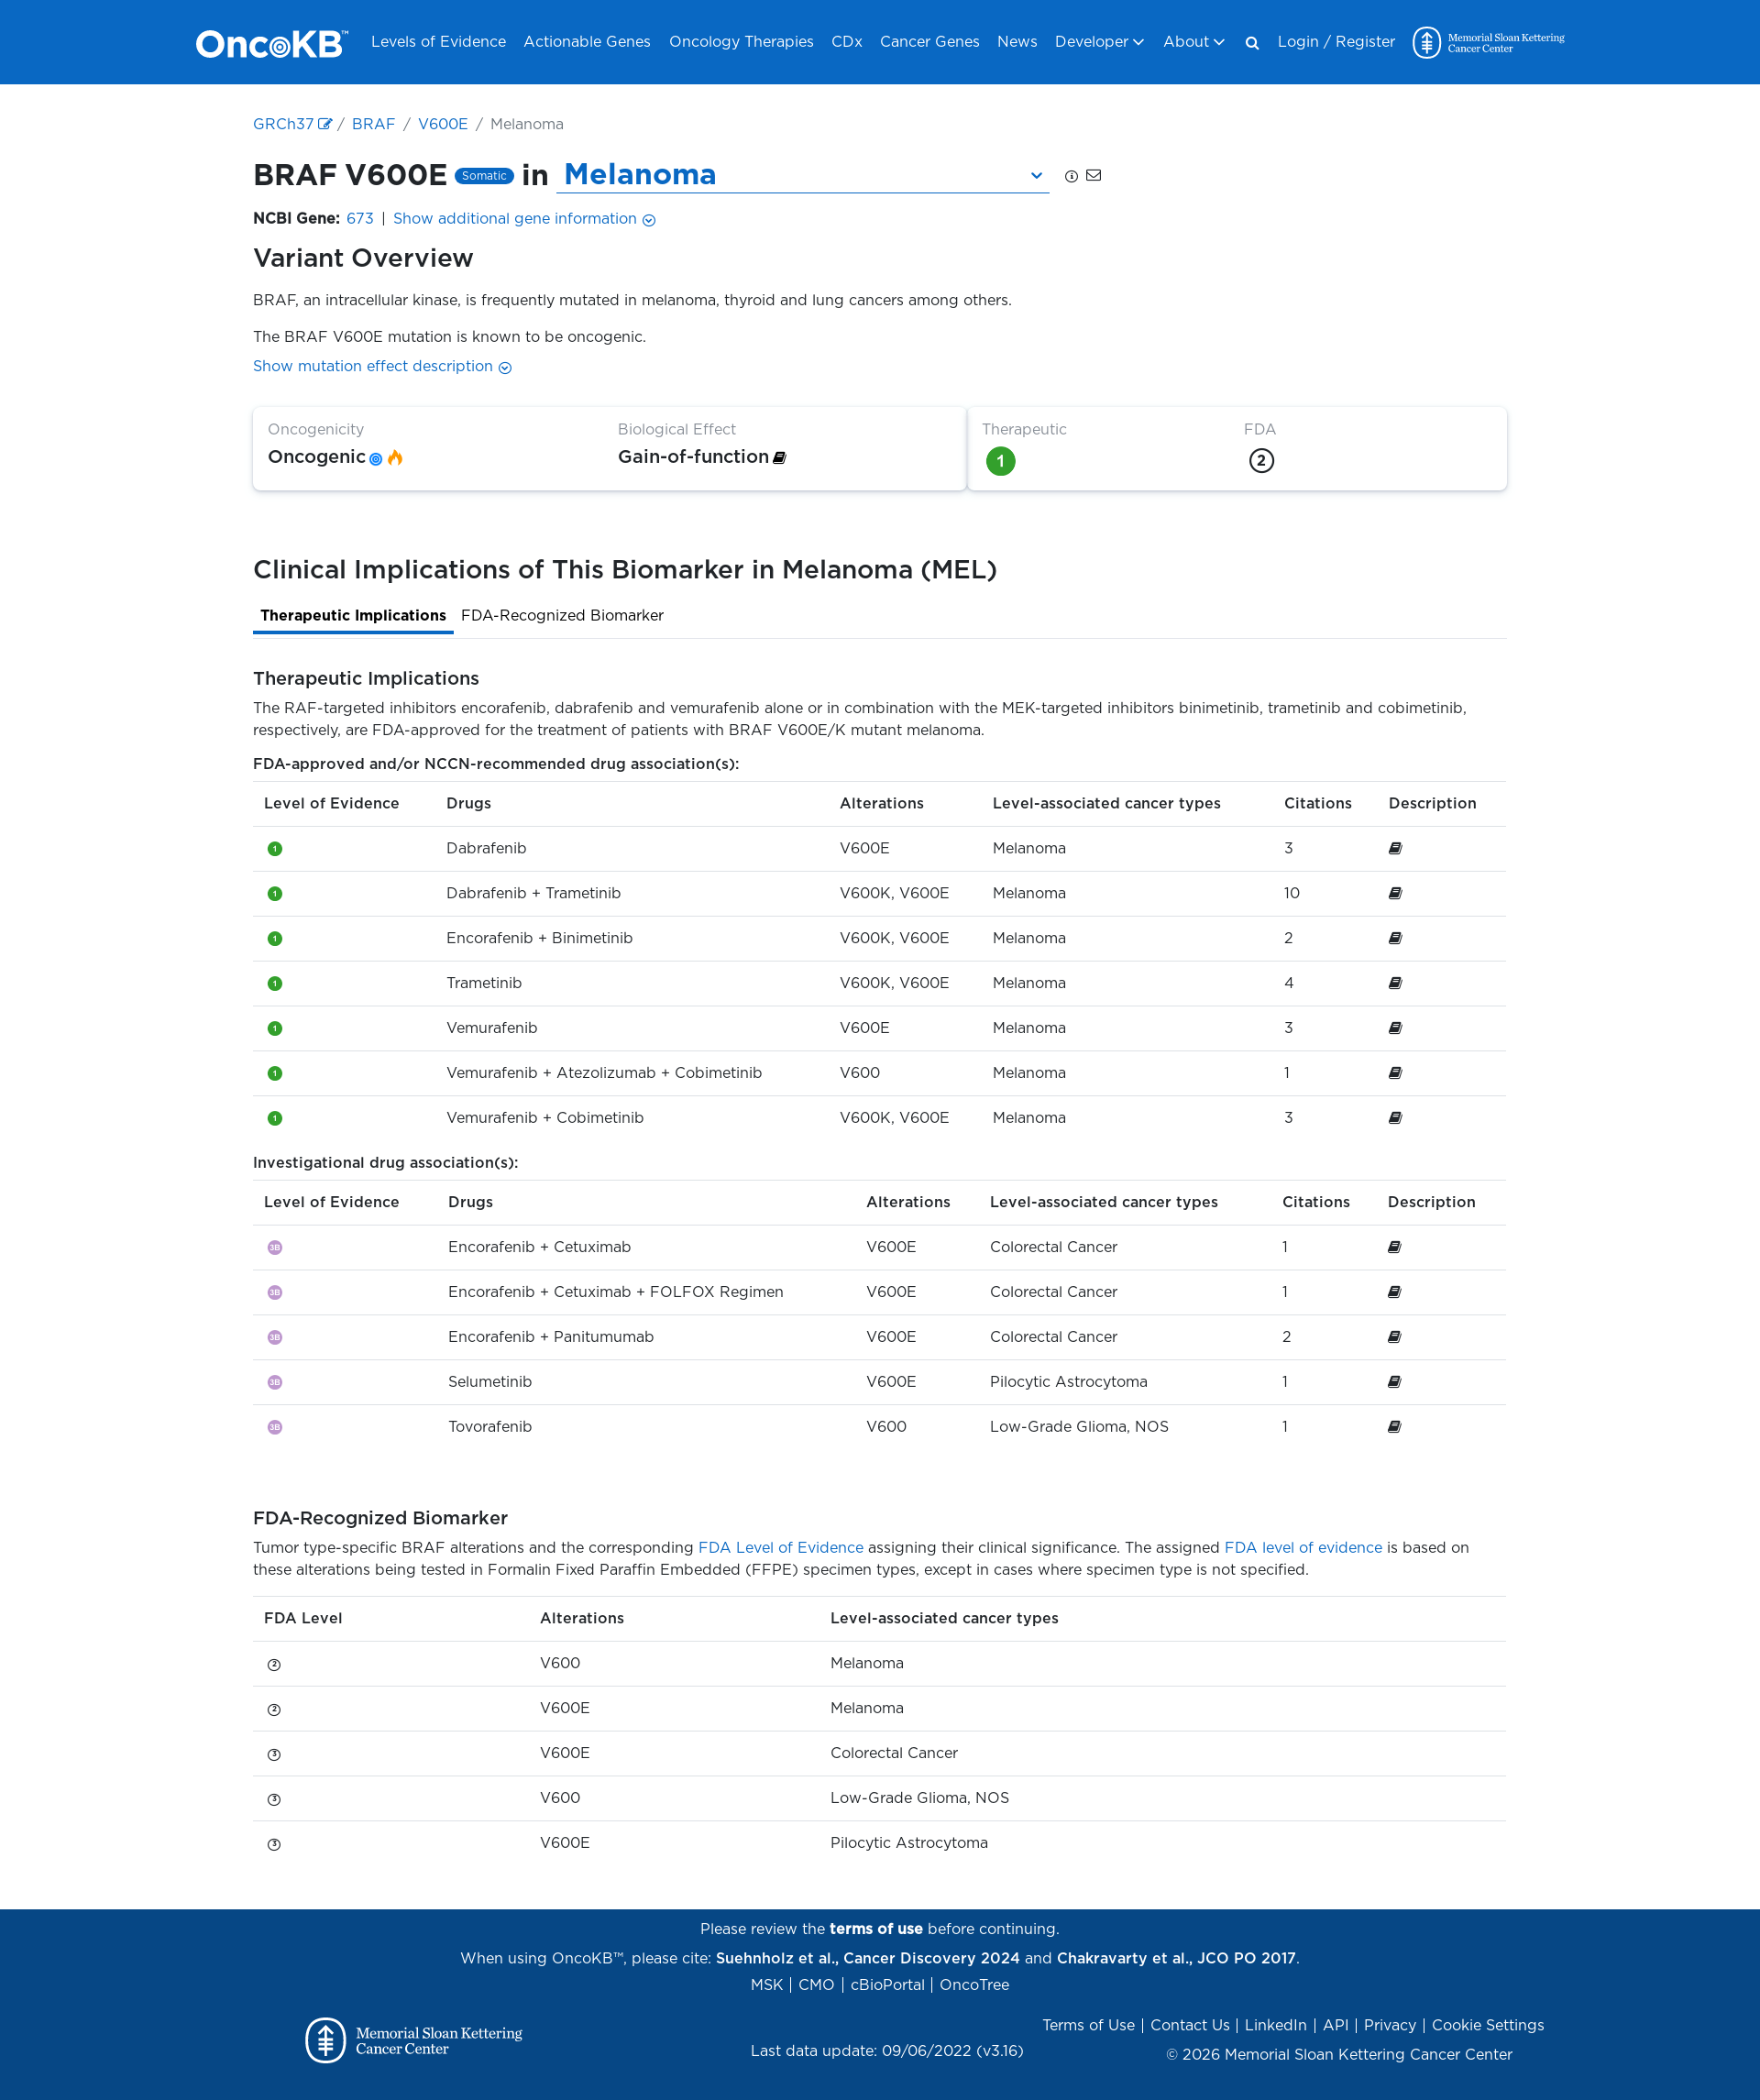 OncoKB™ Levels of Evidence Actionable Genes Oncology Therapies CDx Cancer Genes News Developer About Login / Register Memorial Sloan Kettering Cancer Center
GRCh37 / BRAF / V600E / Melanoma
BRAF V600E Somatic in Melanoma
NCBI Gene: 673 | Show additional gene information
Variant Overview
BRAF, an intracellular kinase, is frequently mutated in melanoma, thyroid and lung cancers among others.
The BRAF V600E mutation is known to be oncogenic.
Show mutation effect description
Oncogenicity Biological Effect Therapeutic FDA
Oncogenic Gain-of-function 1 2
Clinical Implications of This Biomarker in Melanoma (MEL)
Therapeutic Implications FDA-Recognized Biomarker
Therapeutic Implications
The RAF-targeted inhibitors encorafenib, dabrafenib and vemurafenib alone or in combination with the MEK-targeted inhibitors binimetinib, trametinib and cobimetinib,
respectively, are FDA-approved for the treatment of patients with BRAF V600E/K mutant melanoma.
FDA-approved and/or NCCN-recommended drug association(s):
Level of Evidence Drugs Alterations Level-associated cancer types Citations Description
1 Dabrafenib V600E Melanoma 3
1 Dabrafenib + Trametinib V600K, V600E Melanoma 10
1 Encorafenib + Binimetinib V600K, V600E Melanoma 2
1 Trametinib V600K, V600E Melanoma 4
1 Vemurafenib V600E Melanoma 3
1 Vemurafenib + Atezolizumab + Cobimetinib V600 Melanoma 1
1 Vemurafenib + Cobimetinib V600K, V600E Melanoma 3
Investigational drug association(s):
Level of Evidence Drugs Alterations Level-associated cancer types Citations Description
3B Encorafenib + Cetuximab V600E Colorectal Cancer 1
3B Encorafenib + Cetuximab + FOLFOX Regimen V600E Colorectal Cancer 1
3B Encorafenib + Panitumumab V600E Colorectal Cancer 2
3B Selumetinib V600E Pilocytic Astrocytoma 1
3B Tovorafenib V600 Low-Grade Glioma, NOS 1
FDA-Recognized Biomarker
Tumor type-specific BRAF alterations and the corresponding FDA Level of Evidence assigning their clinical significance. The assigned FDA level of evidence is based on
these alterations being tested in Formalin Fixed Paraffin Embedded (FFPE) specimen types, except in cases where specimen type is not specified.
FDA Level Alterations Level-associated cancer types
2 V600 Melanoma
2 V600E Melanoma
3 V600E Colorectal Cancer
3 V600 Low-Grade Glioma, NOS
3 V600E Pilocytic Astrocytoma
Please review the terms of use before continuing.
When using OncoKB™, please cite: Suehnholz et al., Cancer Discovery 2024 and Chakravarty et al., JCO PO 2017.
MSK | CMO | cBioPortal | OncoTree
Memorial Sloan Kettering
Cancer Center
Last data update: 09/06/2022 (v3.16)
Terms of Use | Contact Us | LinkedIn | API | Privacy | Cookie Settings
© 2026 Memorial Sloan Kettering Cancer Center